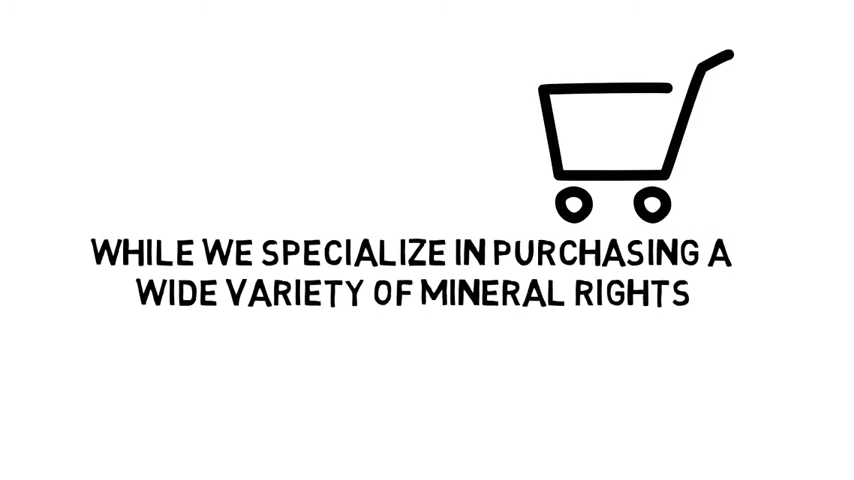 WHILE WE SPECIALIZE IN PURCHASING A
WIDE VARIETY OF MINERAL RIGHTS